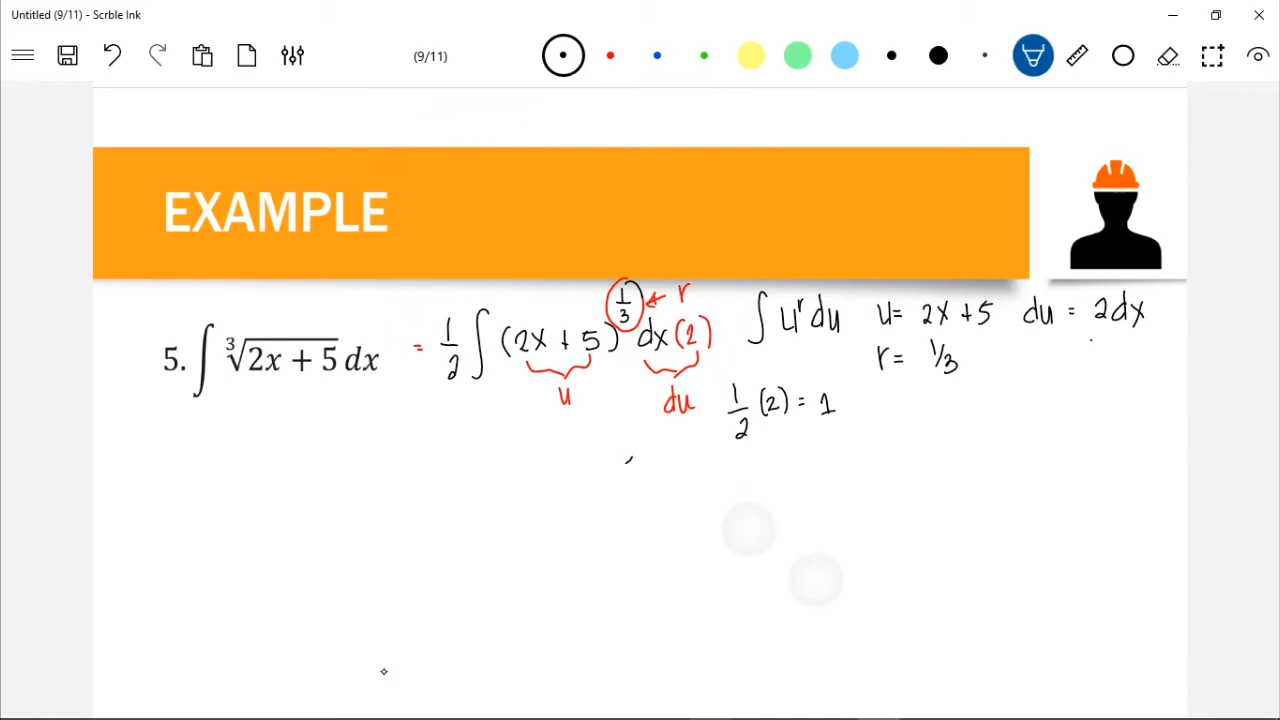 Untitled (9/11) - Scrble Ink
(9/11)
EXAMPLE
5. ∫ ∛(2x + 5) dx = 1/2 ∫ (2x + 5)^(1/3) dx (2)
r
u
du
∫ u^r du
u = 2x + 5
du = 2dx
r = 1/3
1/2 (2) = 1